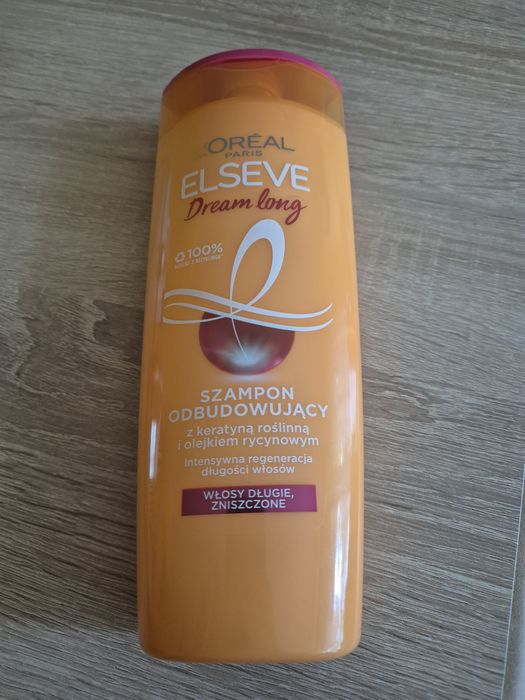 L'ORÉAL
PARIS
ELSEVE
Dream long
100%
SZAMPON
ODBUDOWUJĄCY
z keratyną roślinną
i olejkiem rycynowym
Intensywna regeneracja
długości włosów
WŁOSY DŁUGIE,
ZNISZCZONE